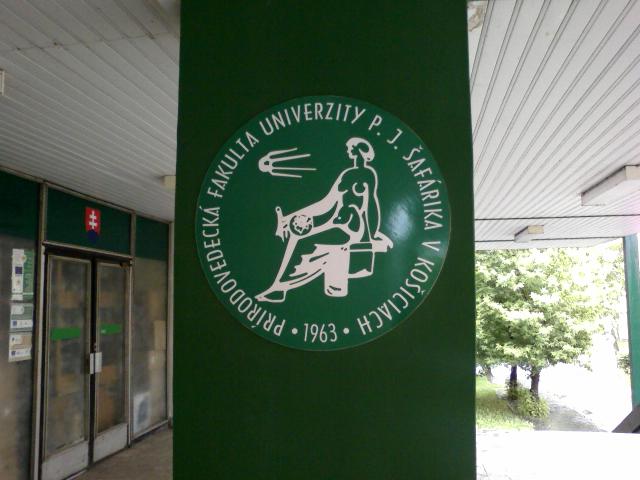 PRÍRODOVEDECKÁ FAKULTA UNIVERZITY P. J. ŠAFÁRIKA V KOŠICIACH
• 1963 •